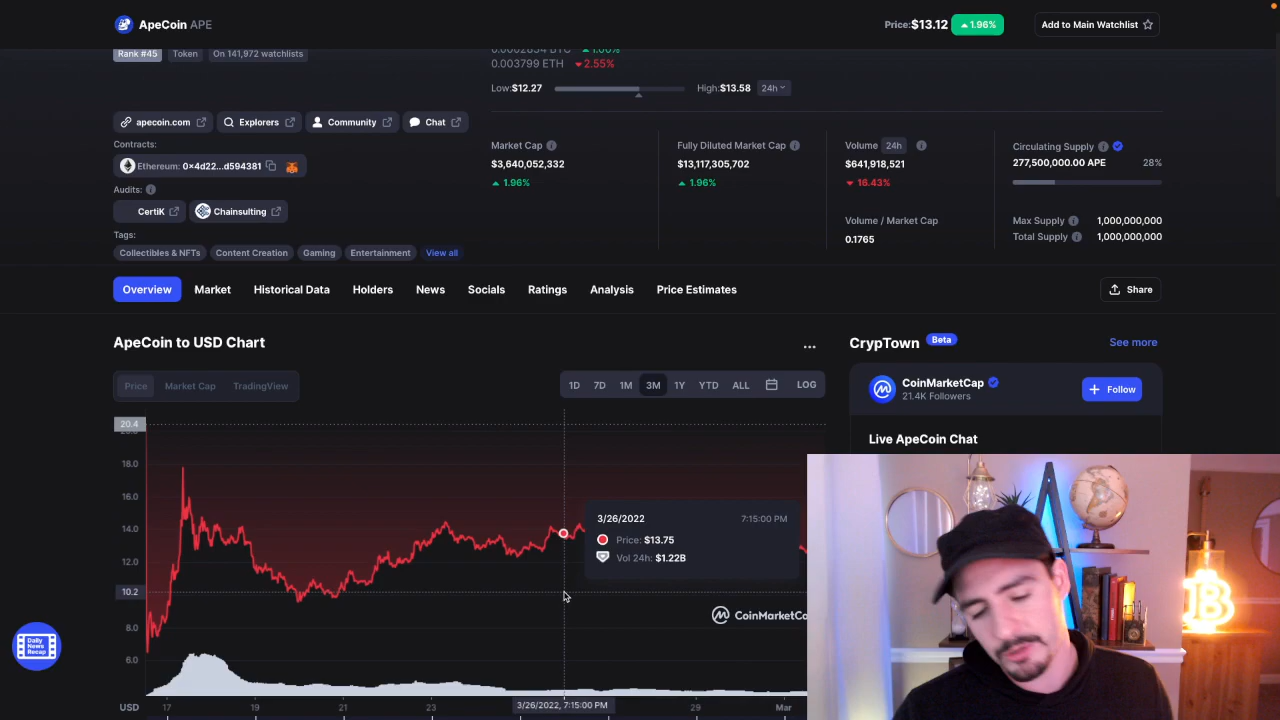 ApeCoin APE
Price:$13.12 1.96% Add to Main Watchlist
Rank #45 Token On 141,972 watchlists
0.003799 ETH 2.55%
Low:$12.27 High:$13.58 24h
apecoin.com Explorers Community Chat
Contracts:
Ethereum: 0×4d22...d594381
Audits:
CertiK Chainsulting
Tags:
Collectibles & NFTs Content Creation Gaming Entertainment View all
Market Cap
$3,640,052,332
1.96%
Fully Diluted Market Cap
$13,117,305,702
1.96%
Volume 24h
$641,918,521
16.43%
Volume / Market Cap
0.1765
Circulating Supply
277,500,000.00 APE 28%
Max Supply 1,000,000,000
Total Supply 1,000,000,000
Overview Market Historical Data Holders News Socials Ratings Analysis Price Estimates Share
ApeCoin to USD Chart
Price Market Cap TradingView
1D 7D 1M 3M 1Y YTD ALL LOG
20.4
18.0
16.0
14.0
12.0
10.2
8.0
6.0
3/26/2022 7:15:00 PM
Price: $13.75
Vol 24h: $1.22B
CoinMarketCa
USD 17 19 21 23 3/26/2022, 7:15:00 PM 29 Mar
CrypTown Beta See more
CoinMarketCap
21.4K Followers
Follow
Live ApeCoin Chat
Daily
News
Recap